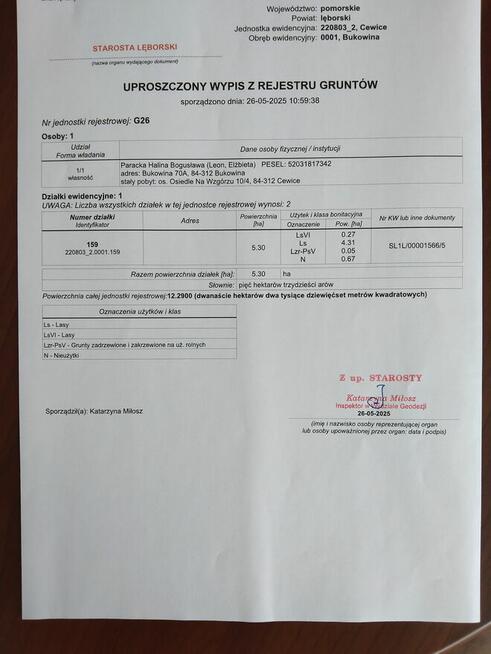 Województwo: pomorskie
Powiat: lęborski
Jednostka ewidencyjna: 220803_2, Cewice
Obręb ewidencyjny: 0001, Bukowina
STAROSTA LĘBORSKI
(nazwa organu wydającego dokument)
UPROSZCZONY WYPIS Z REJESTRU GRUNTÓW
sporządzono dnia: 26-05-2025 10:59:38
Nr jednostki rejestrowej: G26
Osoby: 1
Udział
Forma władania
Dane osoby fizycznej / instytucji
1/1
własność
Paracka Halina Bogusława (Leon, Elżbieta) PESEL: 52031817342
adres: Bukowina 70A, 84-312 Bukowina
stały pobyt: os. Osiedle Na Wzgórzu 10/4, 84-312 Cewice
Działki ewidencyjne: 1
UWAGA: Liczba wszystkich działek w tej jednostce rejestrowej wynosi: 2
Numer działki
Identyfikator
Adres
Powierzchnia
[ha]
Użytek i klasa bonitacyjna
Oznaczenie Pow. [ha]
Nr KW lub inne dokumenty
159
220803_2.0001.159
5.30
LsVI 0.27
Ls 4.31
Lzr-PsV 0.05
N 0.67
SL1L/00001566/5
Razem powierzchnia działek [ha]: 5.30 ha
Słownie: pięć hektarów trzydzieści arów
Powierzchnia całej jednostki rejestrowej:12.2900 (dwanaście hektarów dwa tysiące dziewięćset metrów kwadratowych)
Oznaczenia użytków i klas
Ls - Lasy
LsVI - Lasy
Lzr-PsV - Grunty zadrzewione i zakrzewione na uż. rolnych
N - Nieużytki
Z up. STAROSTY
Katarzyna Miłosz
Inspektor w Wydziale Geodezji
26-05-2025
Sporządził(a): Katarzyna Miłosz
(imię i nazwisko osoby reprezentującej organ
lub osoby upoważnionej przez organ: data i podpis)